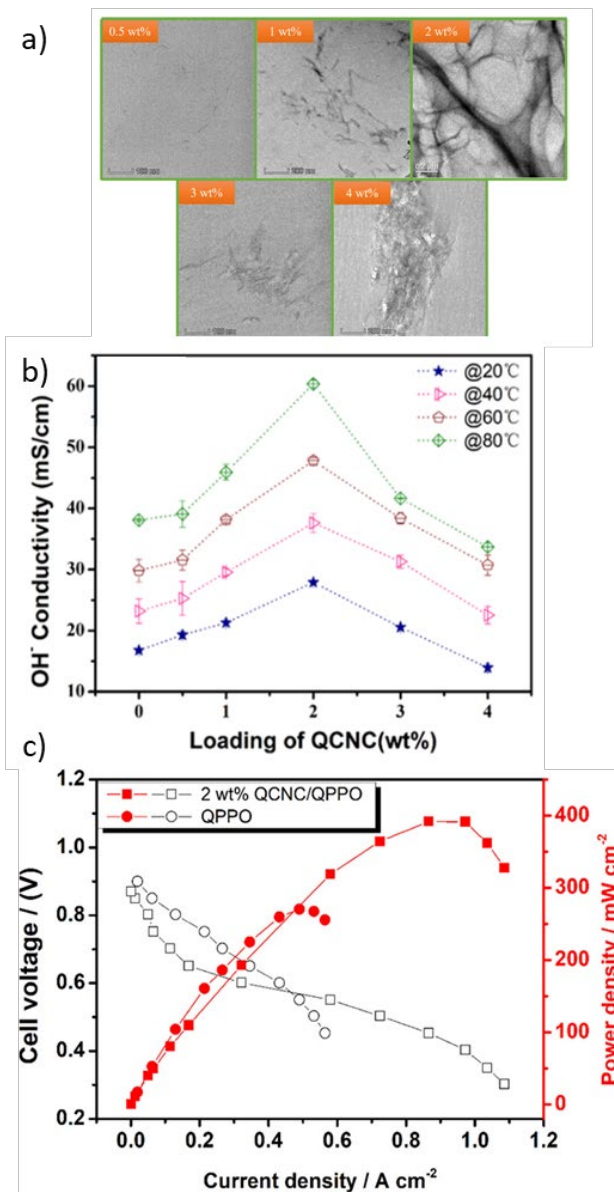 a)
0.5 wt%
1 wt%
2 wt%
3 wt%
4 wt%
b)
OH⁻ Conductivity (mS/cm)
60
50
40
30
20
10
@20℃
@40℃
@60℃
@80℃
0 1 2 3 4
Loading of QCNC(wt%)
c)
Cell voltage / (V)
1.2
1.0
0.8
0.6
0.4
0.2
2 wt% QCNC/QPPO
QPPO
400
300
200
100
0
Power density / mW cm⁻²
0.0 0.2 0.4 0.6 0.8 1.0 1.2
Current density / A cm⁻²